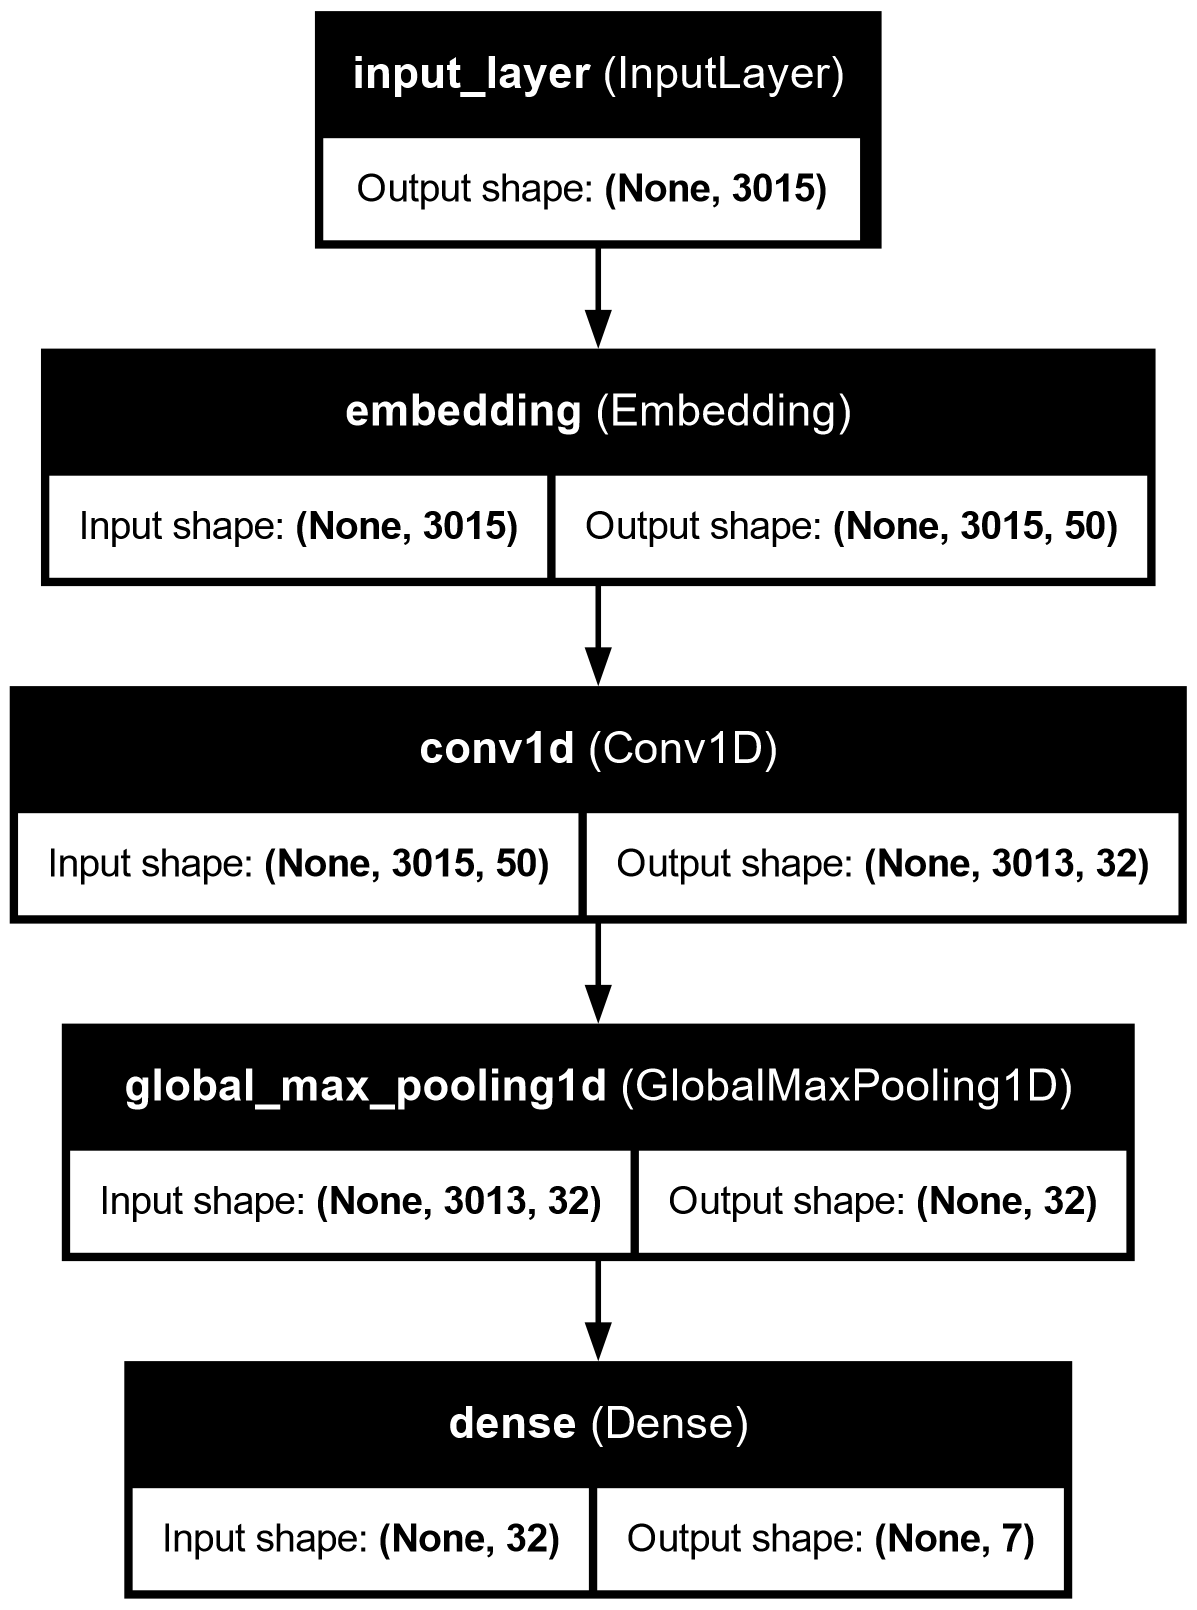 input_layer (InputLayer)
Output shape: (None, 3015)
embedding (Embedding)
Input shape: (None, 3015) Output shape: (None, 3015, 50)
conv1d (Conv1D)
Input shape: (None, 3015, 50) Output shape: (None, 3013, 32)
global_max_pooling1d (GlobalMaxPooling1D)
Input shape: (None, 3013, 32) Output shape: (None, 32)
dense (Dense)
Input shape: (None, 32) Output shape: (None, 7)